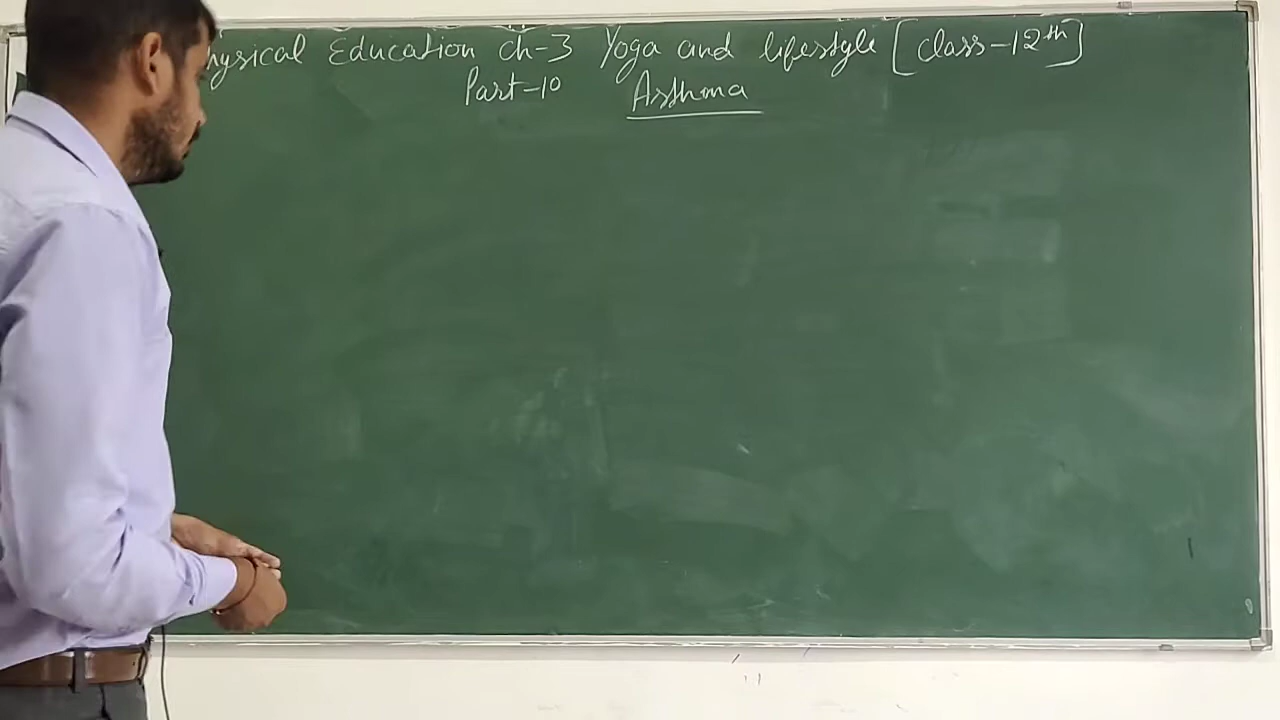 hysical Education Ch-3 Yoga and lifestyle [Class-12th]
Part-10 Asthma